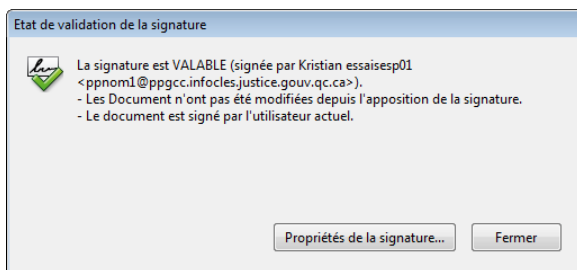 Etat de validation de la signature
La signature est VALABLE (signée par Kristian essaisesp01
<ppnom1@ppgcc.infocles.justice.gouv.qc.ca>).
- Les Document n'ont pas été modifiées depuis l'apposition de la signature.
- Le document est signé par l'utilisateur actuel.
Propriétés de la signature...
Fermer